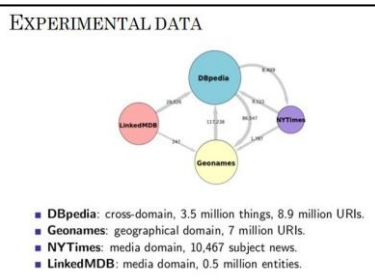 EXPERIMENTAL DATA
DBpedia
LinkedMDB
NYTimes
Geonames
DBpedia: cross-domain, 3.5 million things, 8.9 million URIs.
Geonames: geographical domain, 7 million URIs.
NYTimes: media domain, 10,467 subject news.
LinkedMDB: media domain, 0.5 million entities.